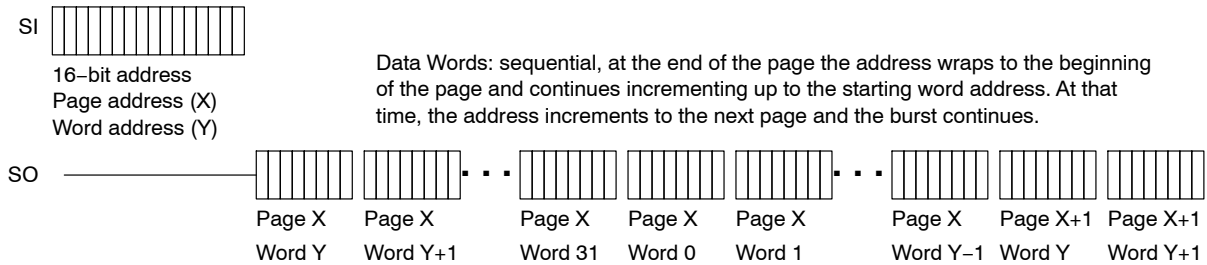 SI
16−bit address
Page address (X)
Word address (Y)
Data Words: sequential, at the end of the page the address wraps to the beginning
of the page and continues incrementing up to the starting word address. At that
time, the address increments to the next page and the burst continues.
SO
Page X Page X Page X Page X Page X Page X Page X+1 Page X+1
Word Y Word Y+1 Word 31 Word 0 Word 1 Word Y−1 Word Y Word Y+1